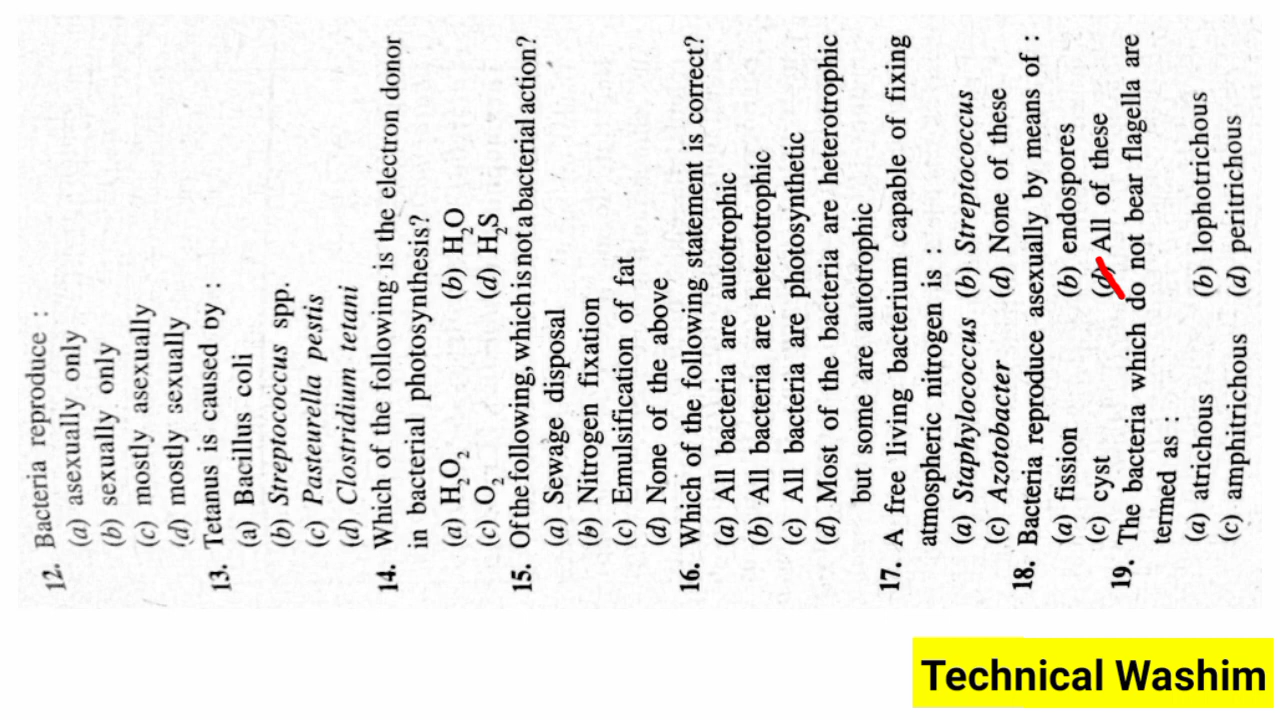 12. Bacteria reproduce :
(a) asexually only
(b) sexually only
(c) mostly asexually
(d) mostly sexually
13. Tetanus is caused by :
(a) Bacillus coli
(b) Streptococcus spp.
(c) Pasteurella pestis
(d) Clostridium tetani
14. Which of the following is the electron donor
in bacterial photosynthesis?
(a) H₂O₂ (b) H₂O
(c) O₂ (d) H₂S
15. Of the following, which is not a bacterial action?
(a) Sewage disposal
(b) Nitrogen fixation
(c) Emulsification of fat
(d) None of the above
16. Which of the following statement is correct?
(a) All bacteria are autotrophic
(b) All bacteria are heterotrophic
(c) All bacteria are photosynthetic
(d) Most of the bacteria are heterotrophic
but some are autotrophic
17. A free living bacterium capable of fixing
atmospheric nitrogen is :
(a) Staphylococcus (b) Streptococcus
(c) Azotobacter (d) None of these
18. Bacteria reproduce asexually by means of :
(a) fission (b) endospores
(c) cyst (d) All of these
19. The bacteria which do not bear flagella are
termed as :
(a) atrichous (b) lophotrichous
(c) amphitrichous (d) peritrichous
Technical Washim